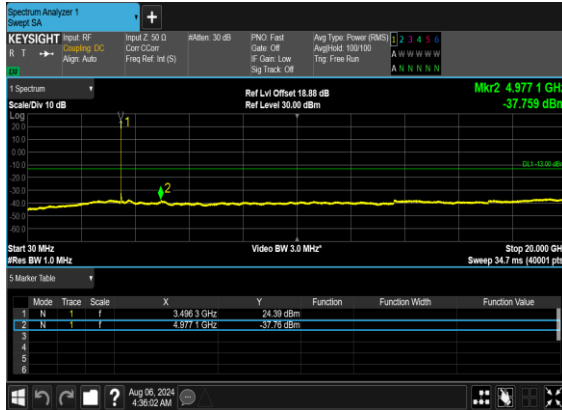 Spectrum Analyzer 1
Swept SA
KEYSIGHT Input: RF Input Z: 50 Ω #Atten: 30 dB PNO: Fast Avg Type: Power (RMS) 1 2 3 4 5 6
R T Coupling: DC Corr CCorr Gate: Off Avg|Hold: 100/100 A W W W W W
Align: Auto Freq Ref: Int (S) IF Gain: Low Trig: Free Run
Sig Track: Off A N N N N N
LXI
1 Spectrum
Ref Lvl Offset 18.88 dB
Mkr2 4.977 1 GHz
Scale/Div 10 dB
Ref Level 30.00 dBm
-37.759 dBm
Log
1
20.0
10.0
0.00
-10.0
DL1 -13.00 dBm
-20.0
-30.0
2
-40.0
-50.0
-60.0
Start 30 MHz
Video BW 3.0 MHz*
Stop 20.000 GH
#Res BW 1.0 MHz
Sweep 34.7 ms (40001 pts
5 Marker Table
Mode Trace Scale X Y Function Function Width Function Value
1 N 1 f 3.496 3 GHz 24.39 dBm
2 N 1 f 4.977 1 GHz -37.76 dBm
3
4
5
6
?
Aug 06, 2024
4:36:02 AM